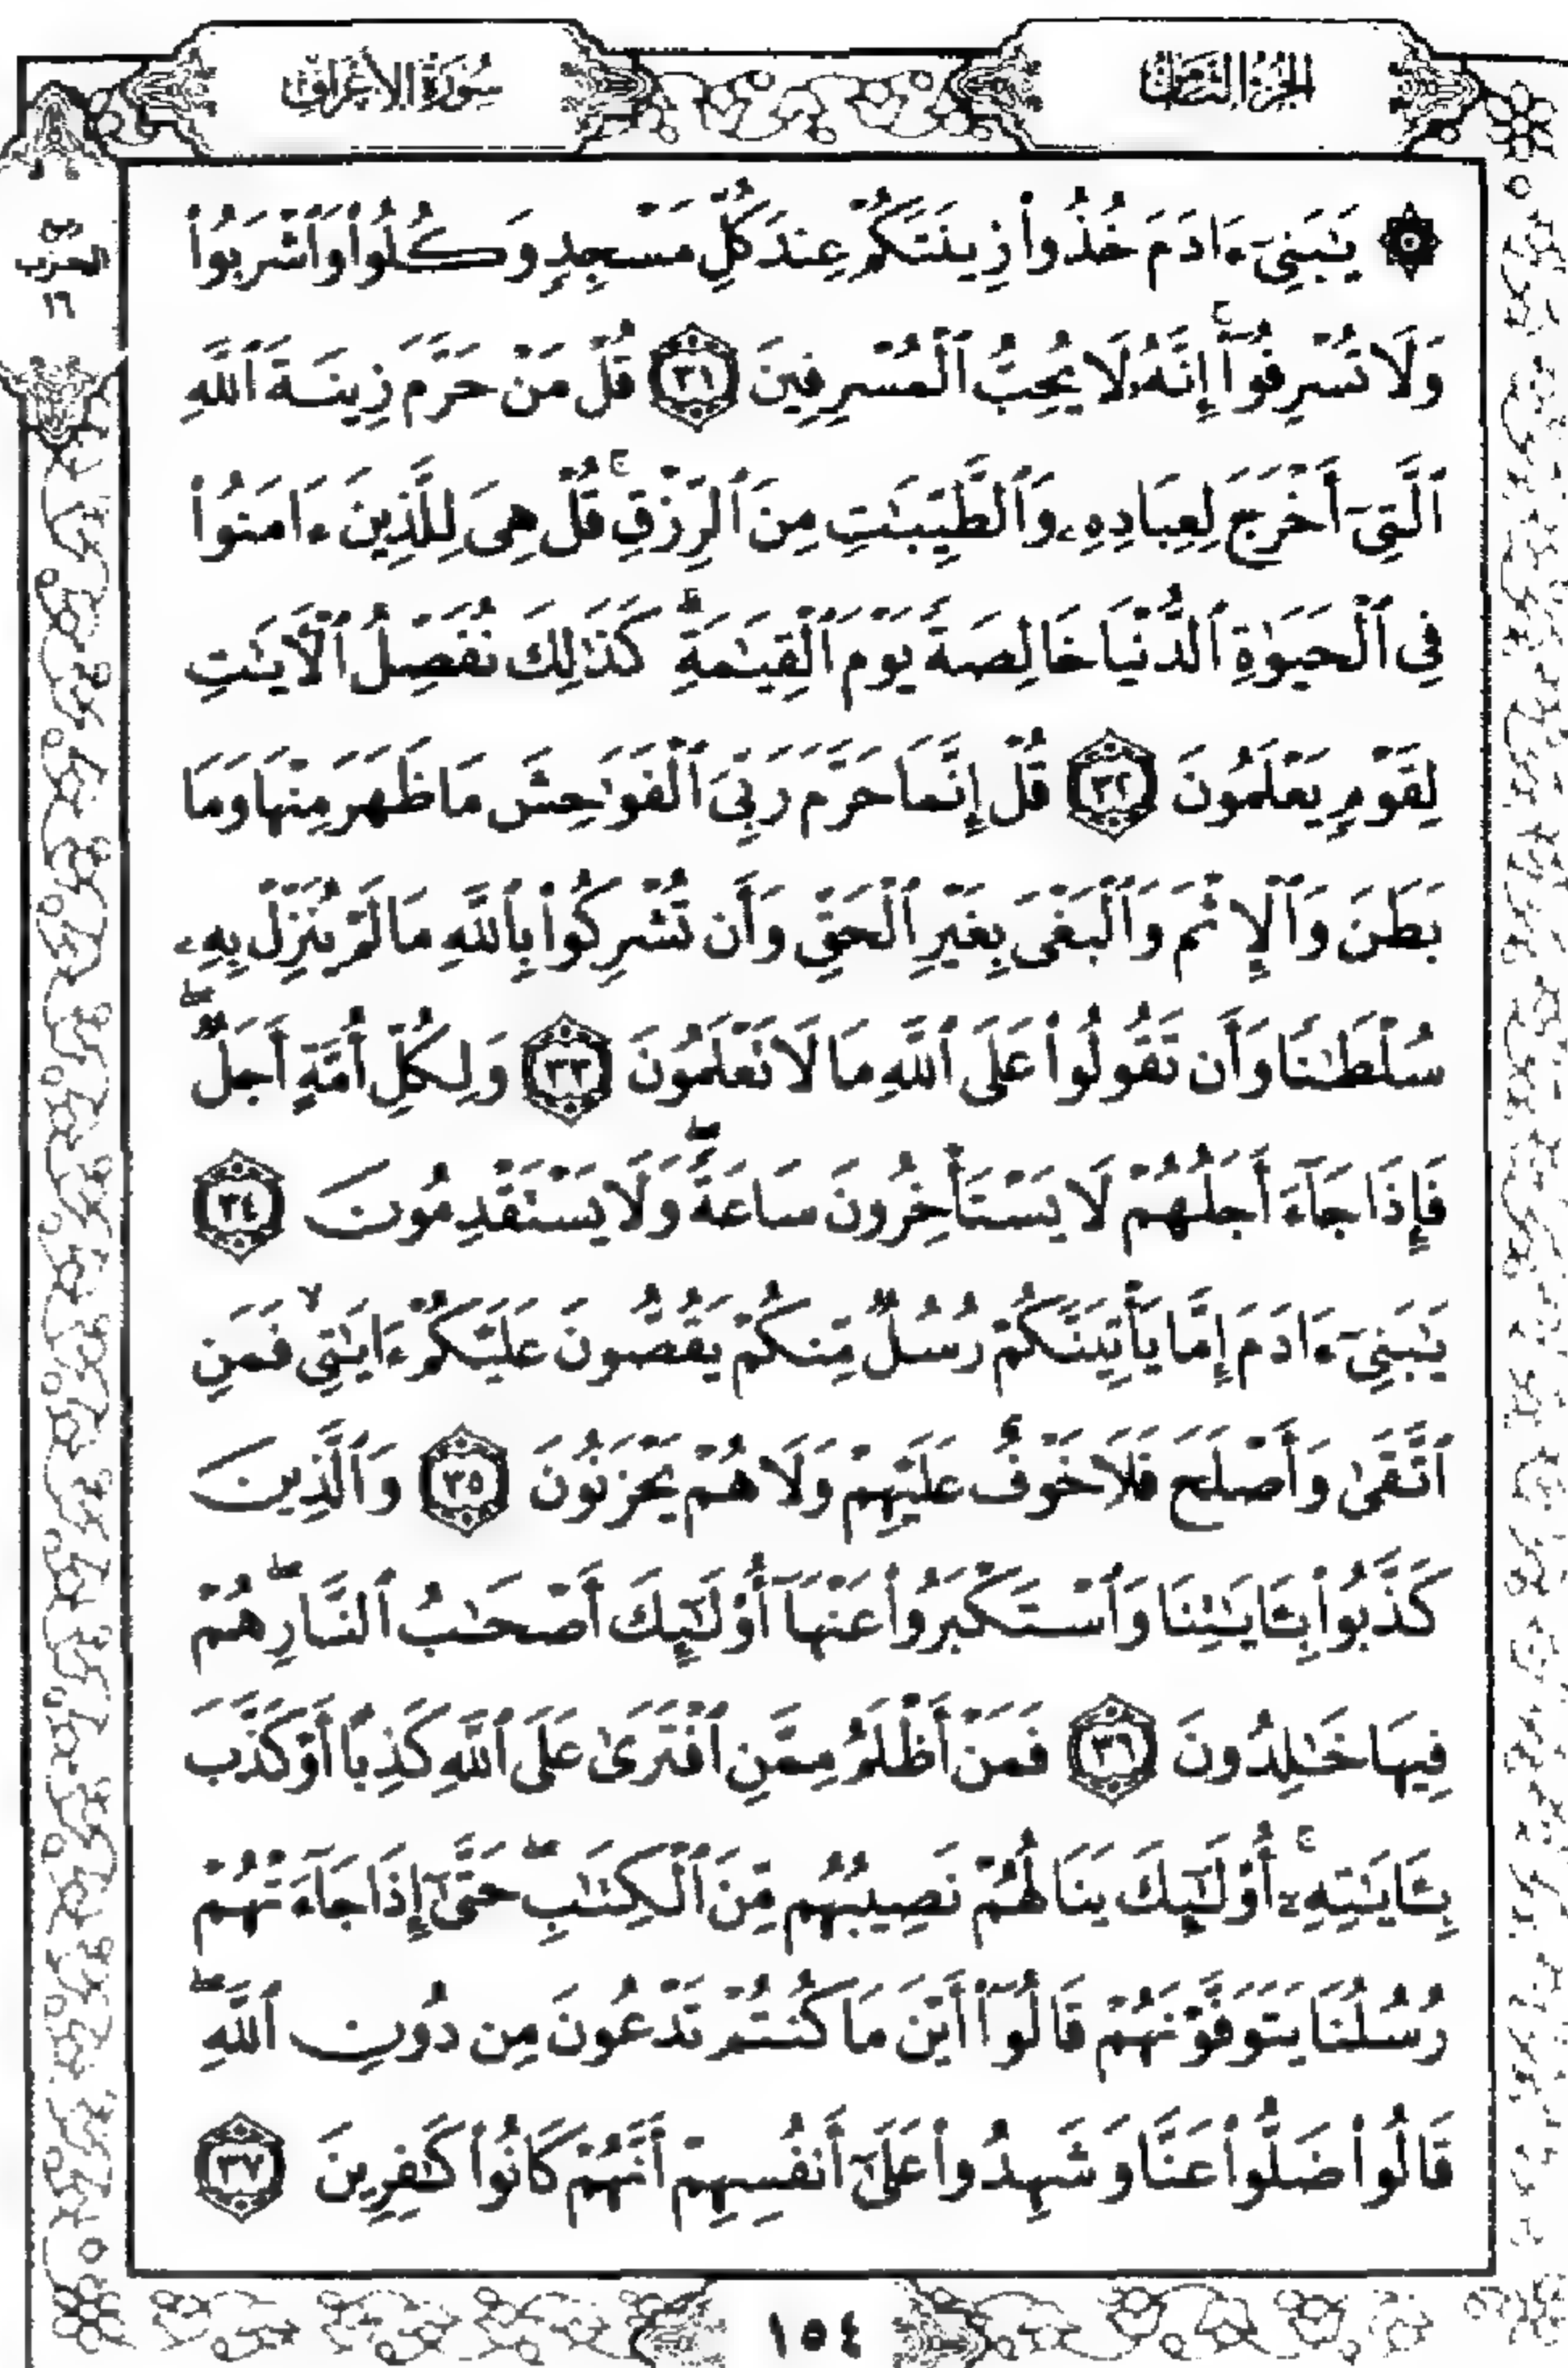 الجزء الثامن
سورة الأعراف
نصف
الحزب
١٦
۞ يَٰبَنِىٓ ءَادَمَ خُذُوا۟ زِينَتَكُمْ عِندَ كُلِّ مَسْجِدٍ وَكُلُوا۟ وَٱشْرَبُوا۟
وَلَا تُسْرِفُوٓا۟ ۚ إِنَّهُۥ لَا يُحِبُّ ٱلْمُسْرِفِينَ ٣١ قُلْ مَنْ حَرَّمَ زِينَةَ ٱللَّهِ
ٱلَّتِىٓ أَخْرَجَ لِعِبَادِهِۦ وَٱلطَّيِّبَٰتِ مِنَ ٱلرِّزْقِ ۚ قُلْ هِىَ لِلَّذِينَ ءَامَنُوا۟
فِى ٱلْحَيَوٰةِ ٱلدُّنْيَا خَالِصَةً يَوْمَ ٱلْقِيَٰمَةِ ۗ كَذَٰلِكَ نُفَصِّلُ ٱلْءَايَٰتِ
لِقَوْمٍ يَعْلَمُونَ ٣٢ قُلْ إِنَّمَا حَرَّمَ رَبِّىَ ٱلْفَوَٰحِشَ مَا ظَهَرَ مِنْهَا وَمَا
بَطَنَ وَٱلْإِثْمَ وَٱلْبَغْىَ بِغَيْرِ ٱلْحَقِّ وَأَن تُشْرِكُوا۟ بِٱللَّهِ مَا لَمْ يُنَزِّلْ بِهِۦ
سُلْطَٰنًا وَأَن تَقُولُوا۟ عَلَى ٱللَّهِ مَا لَا تَعْلَمُونَ ٣٣ وَلِكُلِّ أُمَّةٍ أَجَلٌ ۖ
فَإِذَا جَآءَ أَجَلُهُمْ لَا يَسْتَأْخِرُونَ سَاعَةً ۖ وَلَا يَسْتَقْدِمُونَ ٣٤
يَٰبَنِىٓ ءَادَمَ إِمَّا يَأْتِيَنَّكُمْ رُسُلٌ مِّنكُمْ يَقُصُّونَ عَلَيْكُمْ ءَايَٰتِى ۙ فَمَنِ
ٱتَّقَىٰ وَأَصْلَحَ فَلَا خَوْفٌ عَلَيْهِمْ وَلَا هُمْ يَحْزَنُونَ ٣٥ وَٱلَّذِينَ
كَذَّبُوا۟ بِـَٔايَٰتِنَا وَٱسْتَكْبَرُوا۟ عَنْهَآ أُو۟لَٰٓئِكَ أَصْحَٰبُ ٱلنَّارِ ۖ هُمْ
فِيهَا خَٰلِدُونَ ٣٦ فَمَنْ أَظْلَمُ مِمَّنِ ٱفْتَرَىٰ عَلَى ٱللَّهِ كَذِبًا أَوْ كَذَّبَ
بِـَٔايَٰتِهِۦٓ ۚ أُو۟لَٰٓئِكَ يَنَالُهُمْ نَصِيبُهُم مِّنَ ٱلْكِتَٰبِ ۖ حَتَّىٰٓ إِذَا جَآءَتْهُمْ
رُسُلُنَا يَتَوَفَّوْنَهُمْ قَالُوٓا۟ أَيْنَ مَا كُنتُمْ تَدْعُونَ مِن دُونِ ٱللَّهِ ۖ
قَالُوا۟ ضَلُّوا۟ عَنَّا وَشَهِدُوا۟ عَلَىٰٓ أَنفُسِهِمْ أَنَّهُمْ كَانُوا۟ كَٰفِرِينَ ٣٧
١٥٤